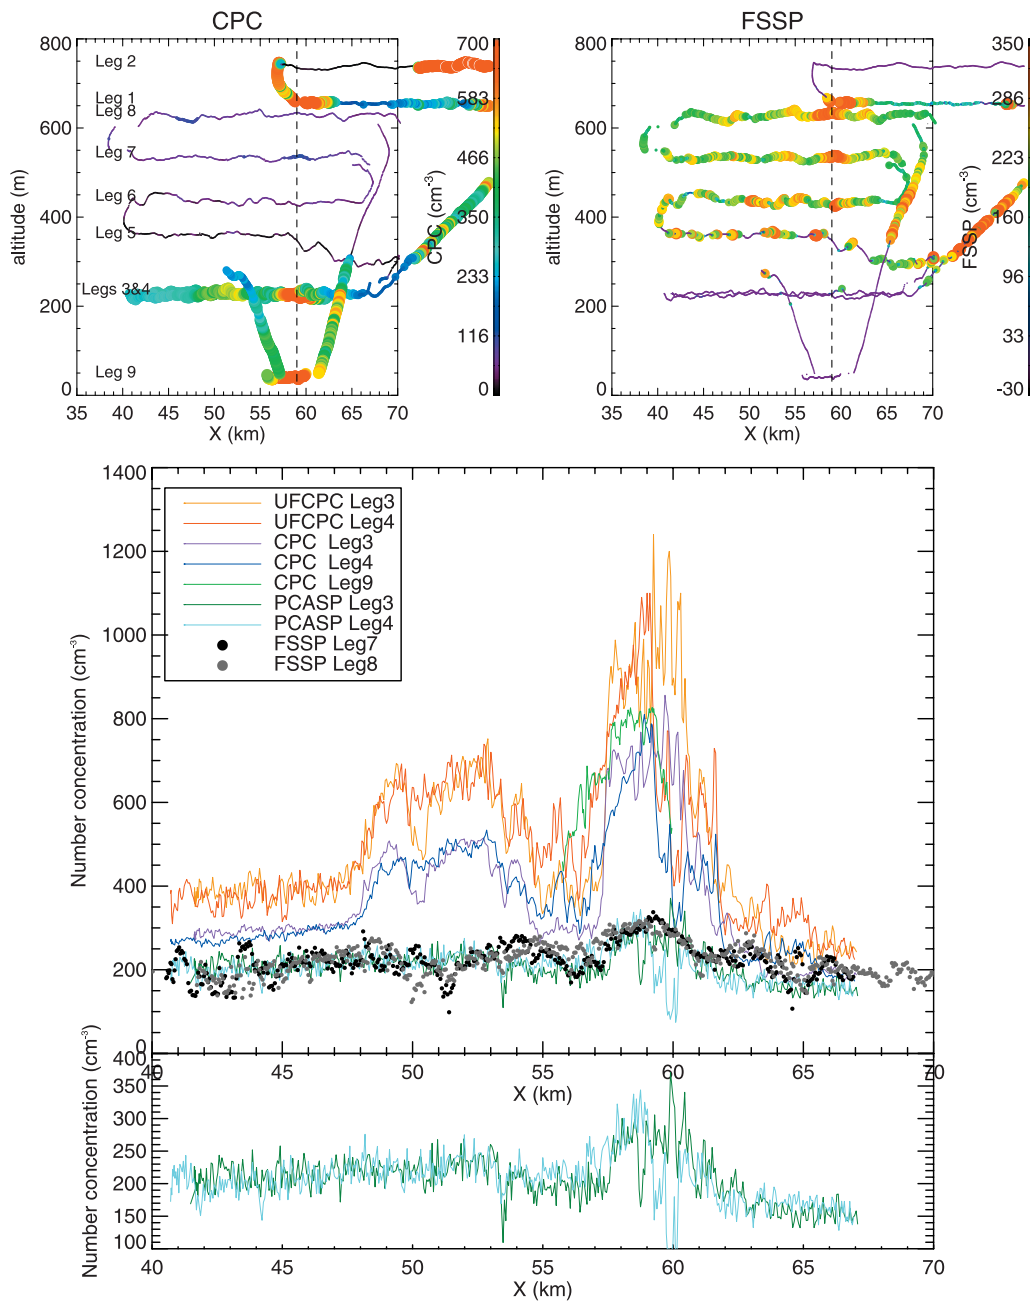 CPC
FSSP
800
600
400
200
0
altitude (m)
Leg 2
Leg 1
Leg 8
Leg 7
Leg 6
Leg 5
Legs 3&4
Leg 9
35 40 45 50 55 60 65 70
X (km)
700
583
466
350
233
116
0
CPC (cm-3)
800
600
400
200
0
altitude (m)
35 40 45 50 55 60 65 70
X (km)
350
286
223
160
96
33
-30
FSSP (cm-3)
1400
1200
1000
800
600
400
200
0
Number concentration (cm-3)
UFCPC Leg3
UFCPC Leg4
CPC Leg3
CPC Leg4
CPC Leg9
PCASP Leg3
PCASP Leg4
FSSP Leg7
FSSP Leg8
40 45 50 55 60 65 70
X (km)
400
350
300
250
200
150
100
Number concentration (cm-3)
40 45 50 55 60 65 70
X (km)